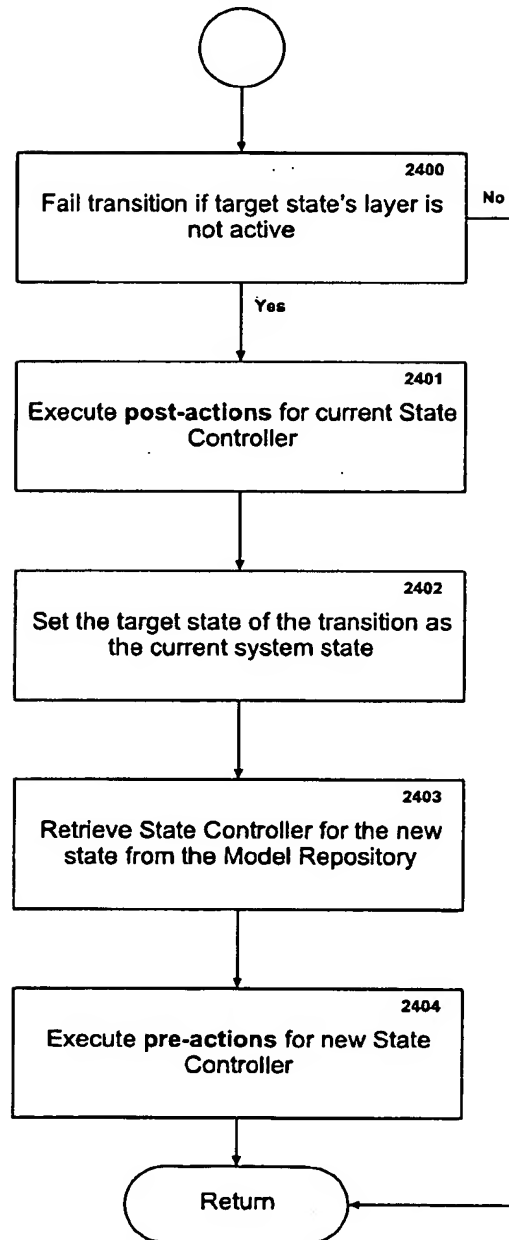 2400
Fail transition if target state's layer is
not active
No
Yes
2401
Execute post-actions for current State
Controller
2402
Set the target state of the transition as
the current system state
2403
Retrieve State Controller for the new
state from the Model Repository
2404
Execute pre-actions for new State
Controller
Return